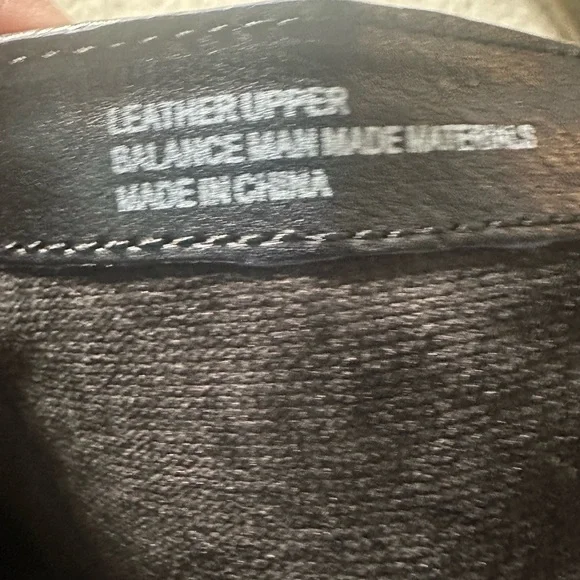 LEATHER UPPER
BALANCE MAN MADE MATERIALS
MADE IN CHINA